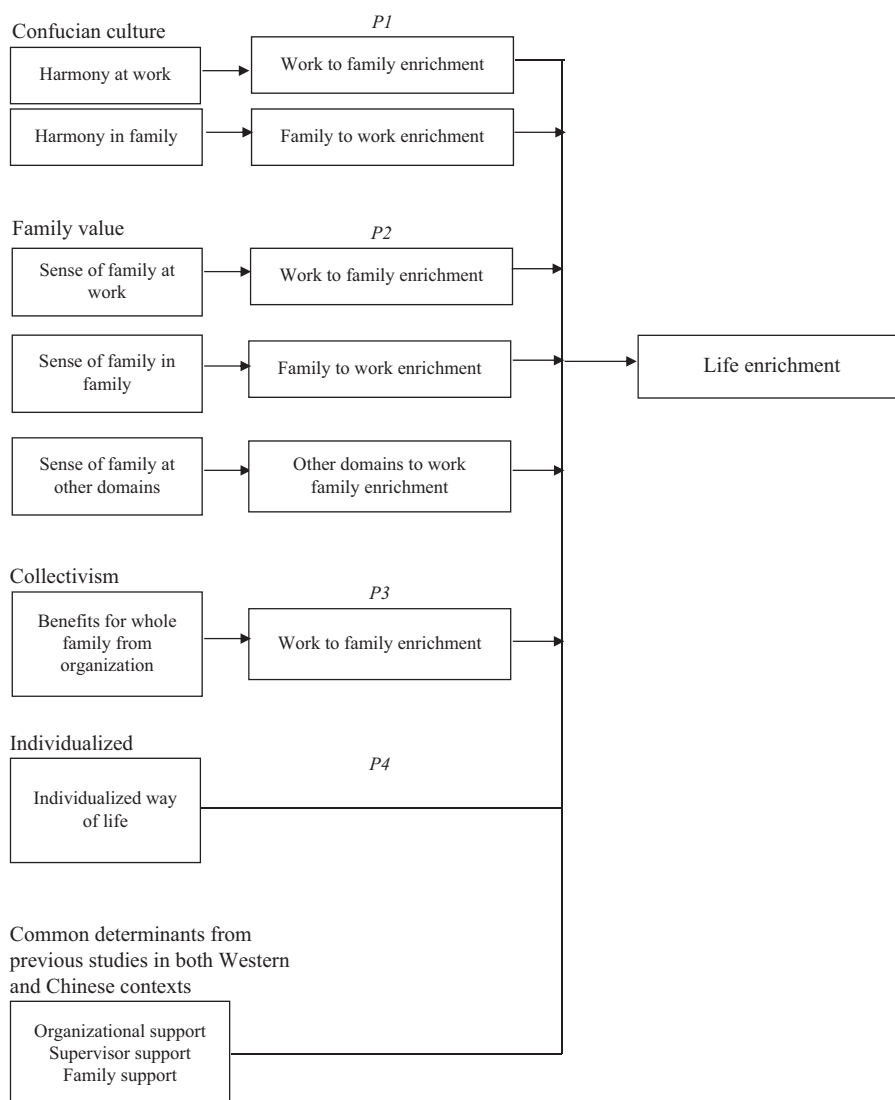 Confucian culture
P1
Harmony at work
Work to family enrichment
Harmony in family
Family to work enrichment
Family value
P2
Sense of family at
work
Work to family enrichment
Sense of family in
family
Family to work enrichment
Life enrichment
Sense of family at
other domains
Other domains to work
family enrichment
Collectivism
P3
Benefits for whole
family from
organization
Work to family enrichment
Individualized
P4
Individualized way
of life
Common determinants from
previous studies in both Western
and Chinese contexts
Organizational support
Supervisor support
Family support